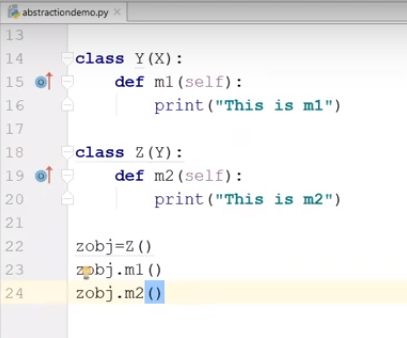 abstractiondemo.py
13
14 class Y(X):
15     def m1(self):
16         print("This is m1")
17
18 class Z(Y):
19     def m2(self):
20         print("This is m2")
21
22 zobj=Z()
23 zobj.m1()
24 zobj.m2()